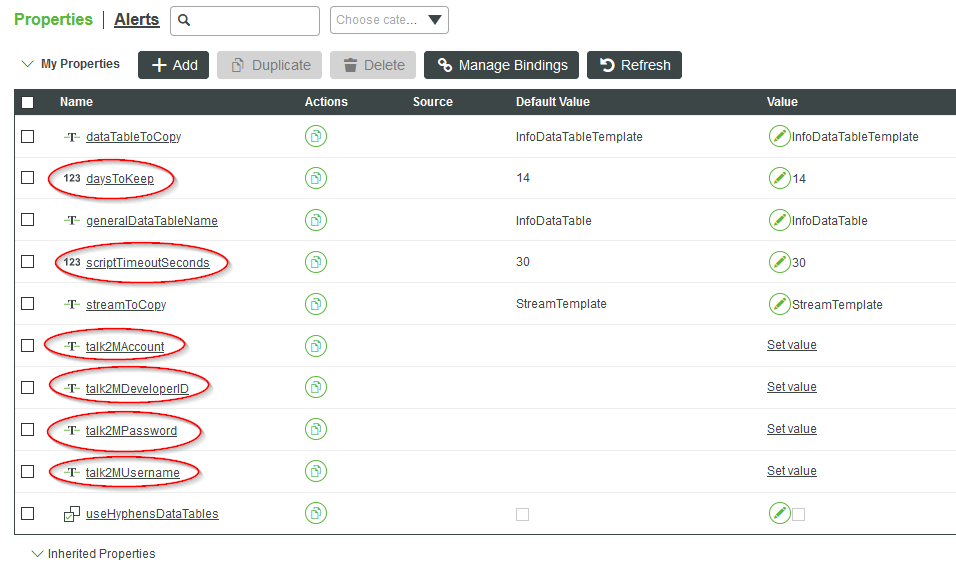 Properties | Alerts Choose cate...
My Properties Add Duplicate Delete Manage Bindings Refresh
Name Actions Source Default Value Value
T dataTableToCopy InfoDataTableTemplate InfoDataTableTemplate
123 daysToKeep 14 14
T generalDataTableName InfoDataTable InfoDataTable
123 scriptTimeoutSeconds 30 30
T streamToCopy StreamTemplate StreamTemplate
T talk2MAccount Set value
T talk2MDeveloperID Set value
T talk2MPassword Set value
T talk2MUsername Set value
useHyphensDataTables
Inherited Properties